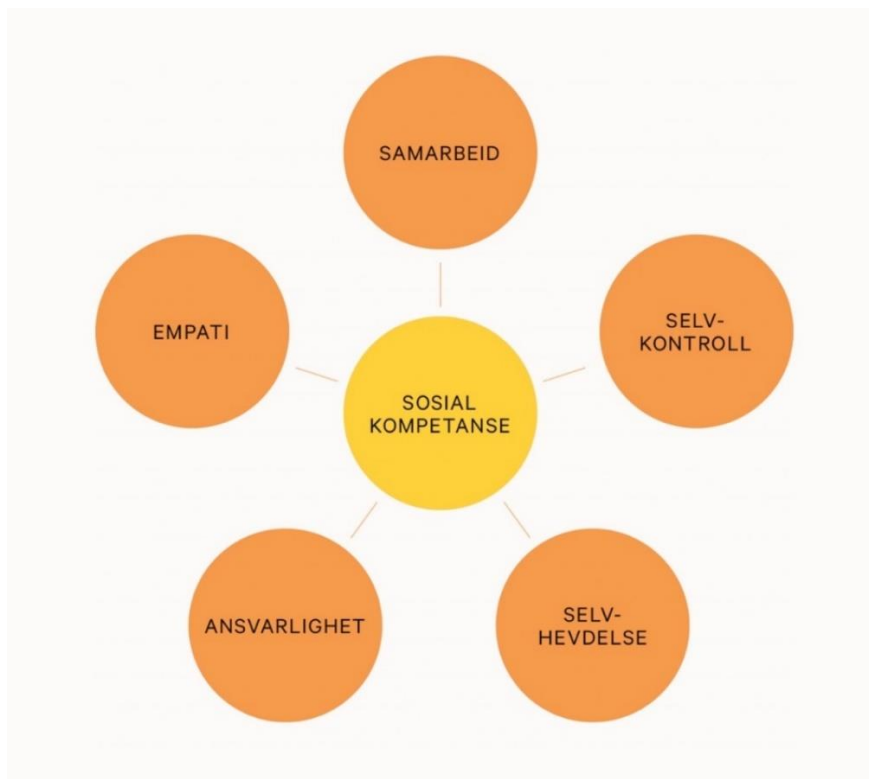 SAMARBEID
EMPATI
SELV-
KONTROLL
SOSIAL
KOMPETANSE
ANSVARLIGHET
SELV-
HEVDELSE